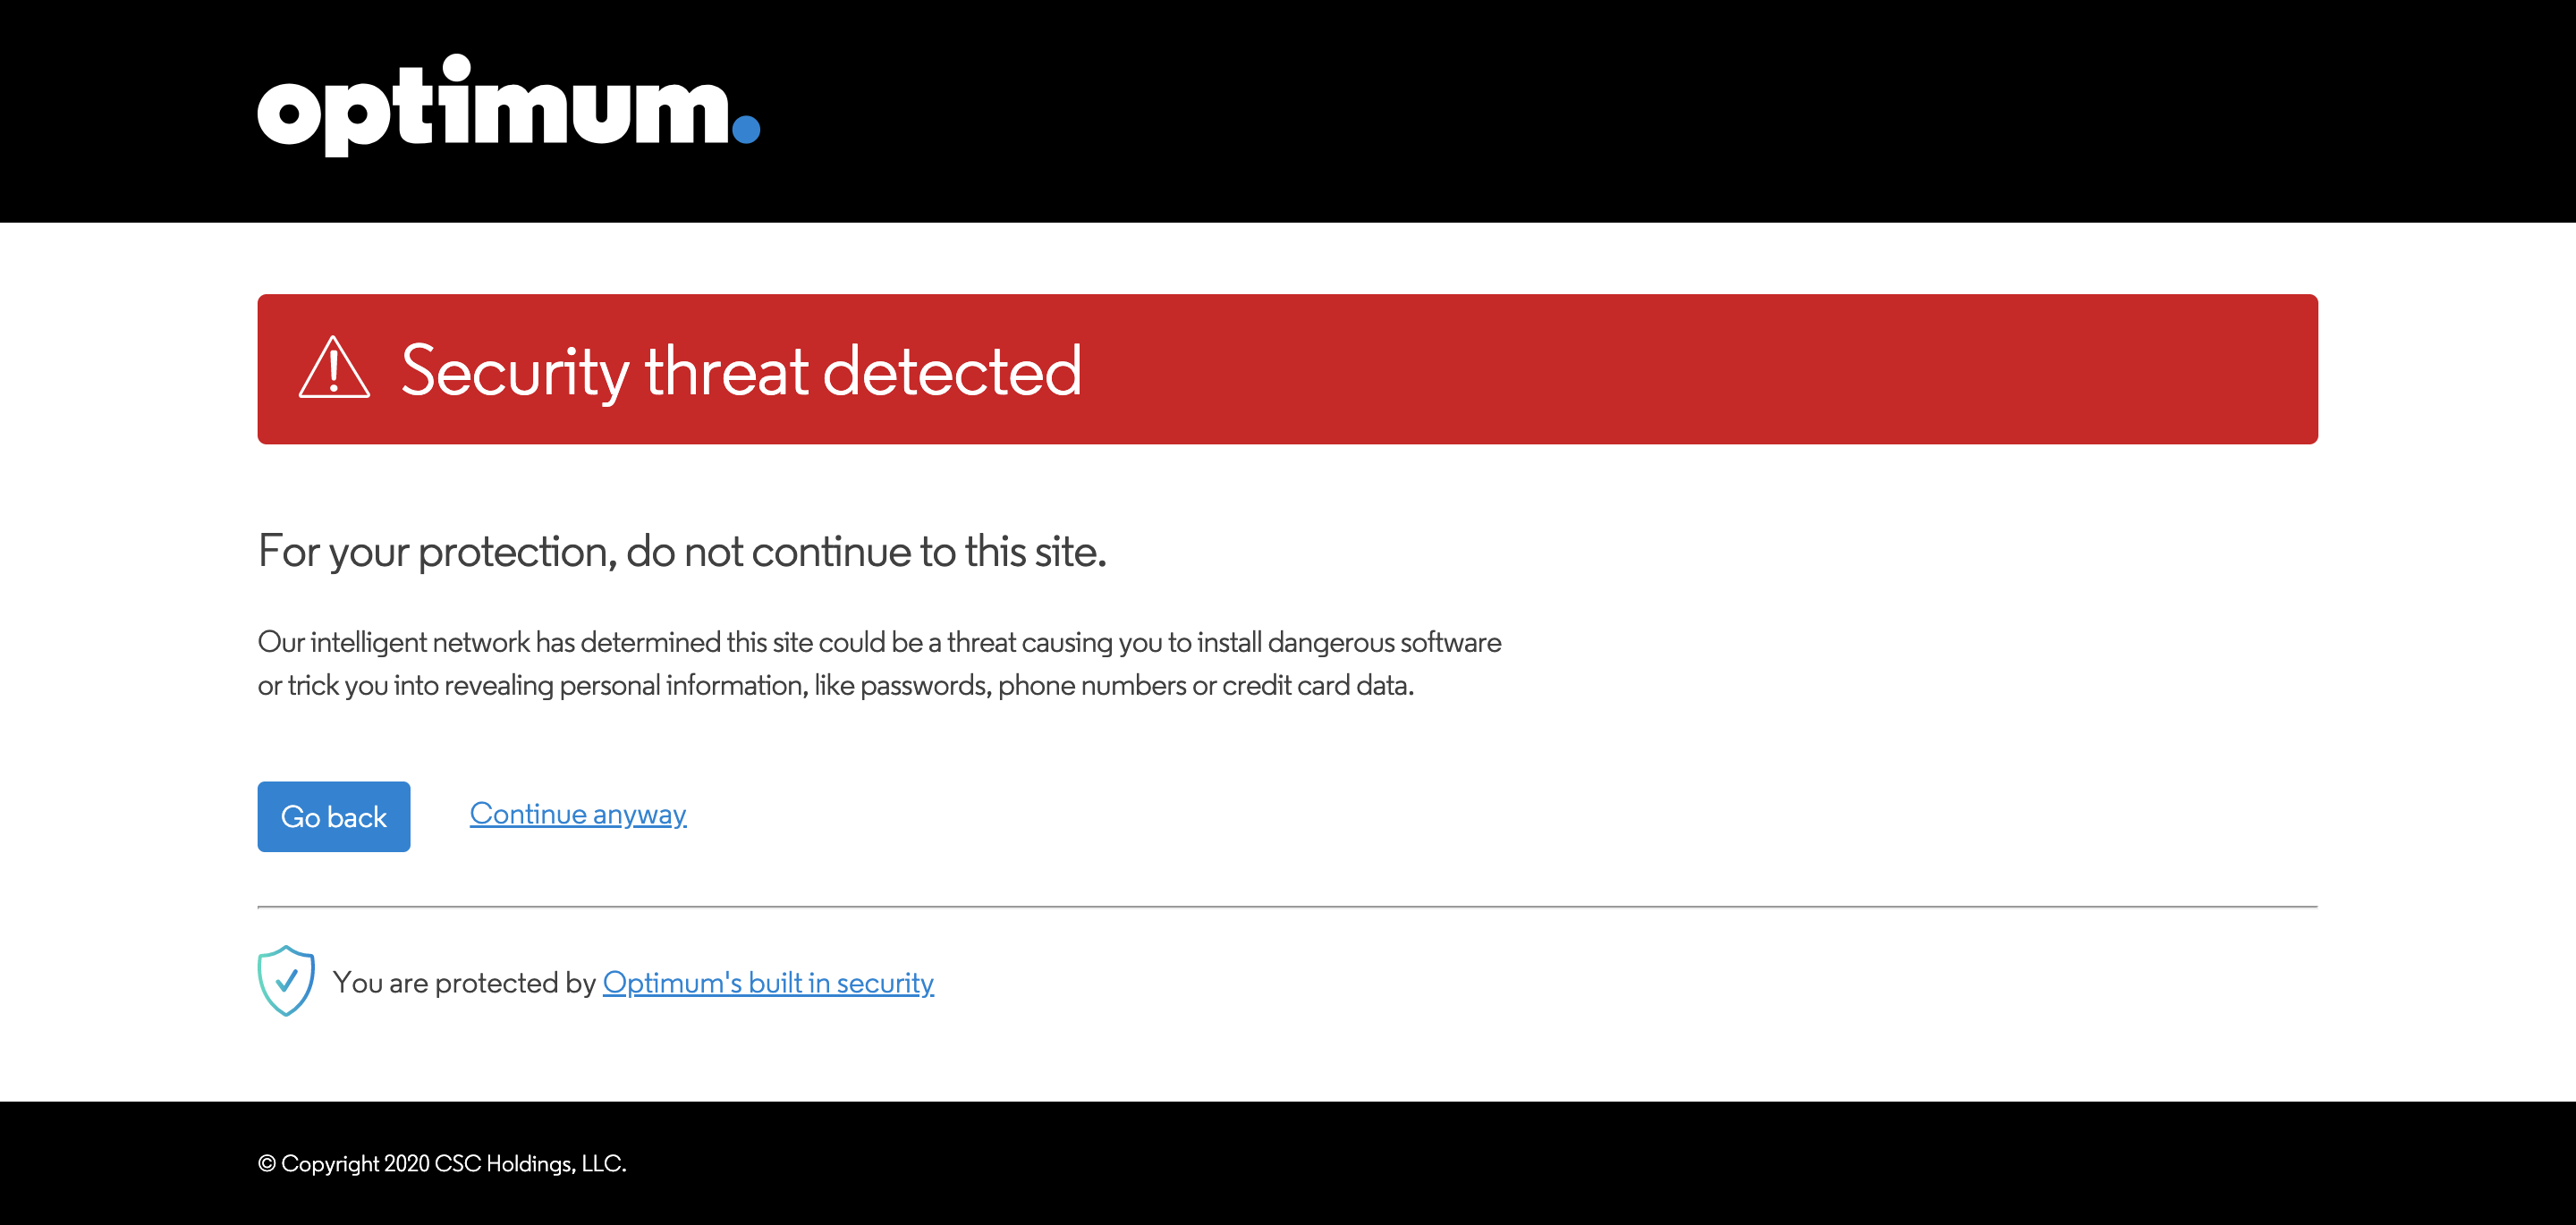 optimum.
Security threat detected
For your protection, do not continue to this site.
Our intelligent network has determined this site could be a threat causing you to install dangerous software
or trick you into revealing personal information, like passwords, phone numbers or credit card data.
Go back
Continue anyway
You are protected by Optimum's built in security
© Copyright 2020 CSC Holdings, LLC.